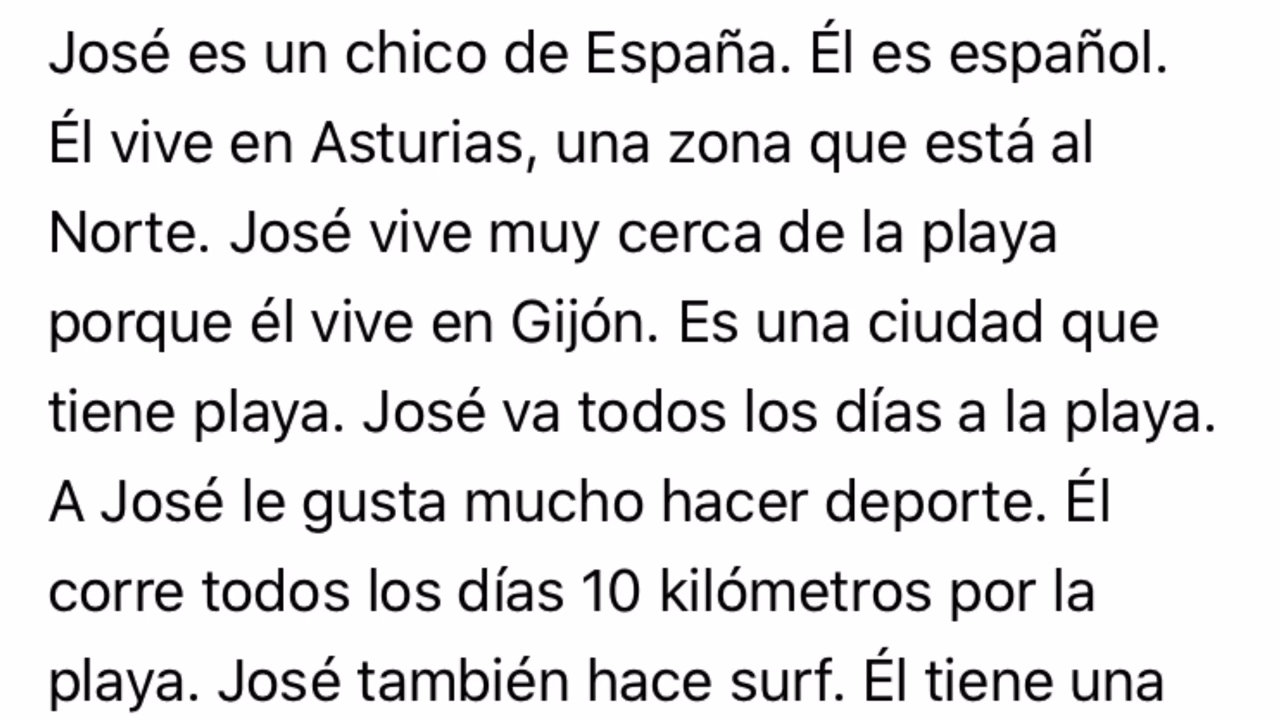 José es un chico de España. Él es español.
Él vive en Asturias, una zona que está al
Norte. José vive muy cerca de la playa
porque él vive en Gijón. Es una ciudad que
tiene playa. José va todos los días a la playa.
A José le gusta mucho hacer deporte. Él
corre todos los días 10 kilómetros por la
playa. José también hace surf. Él tiene una